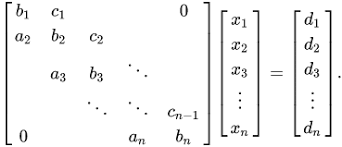 b₁ c₁ 0 x₁ d₁
a₂ b₂ c₂ x₂ d₂
a₃ b₃ ⋱ x₃ = d₃ .
⋱ ⋱ cₙ₋₁ ⋮ ⋮
0 aₙ bₙ xₙ dₙ